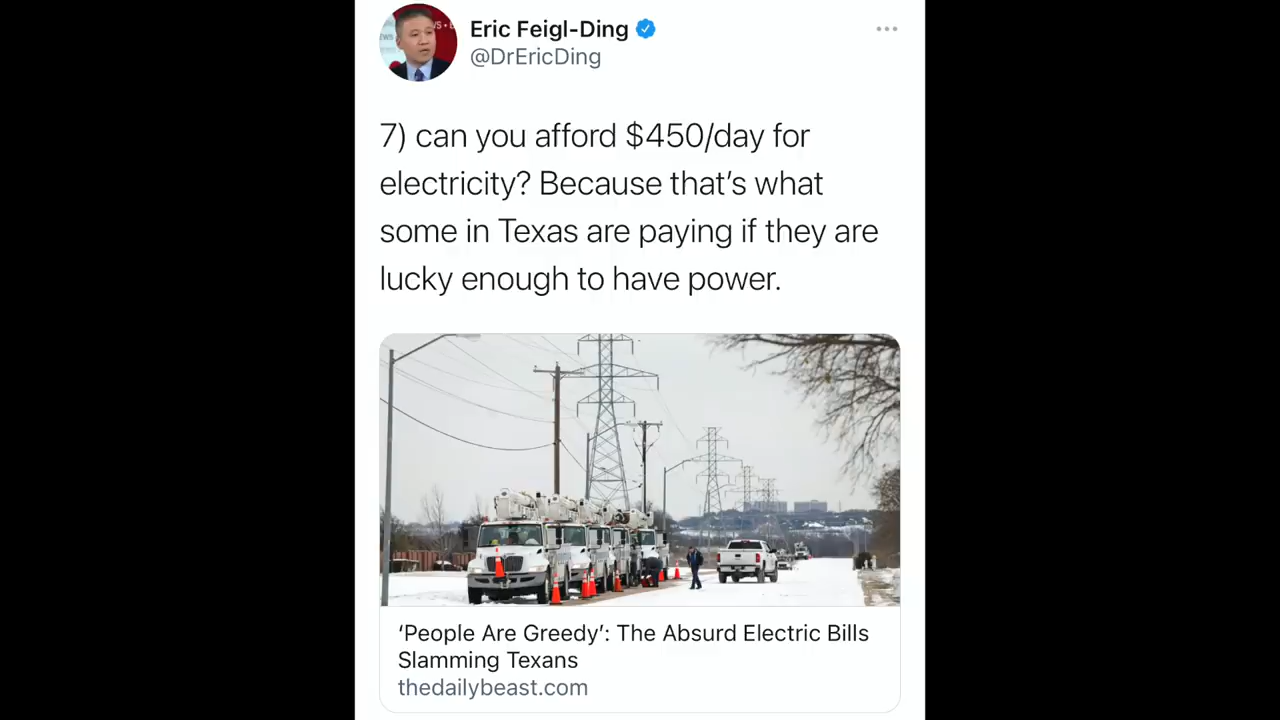 Eric Feigl-Ding
@DrEricDing
7) can you afford $450/day for
electricity? Because that's what
some in Texas are paying if they are
lucky enough to have power.
‘People Are Greedy’: The Absurd Electric Bills
Slamming Texans
thedailybeast.com